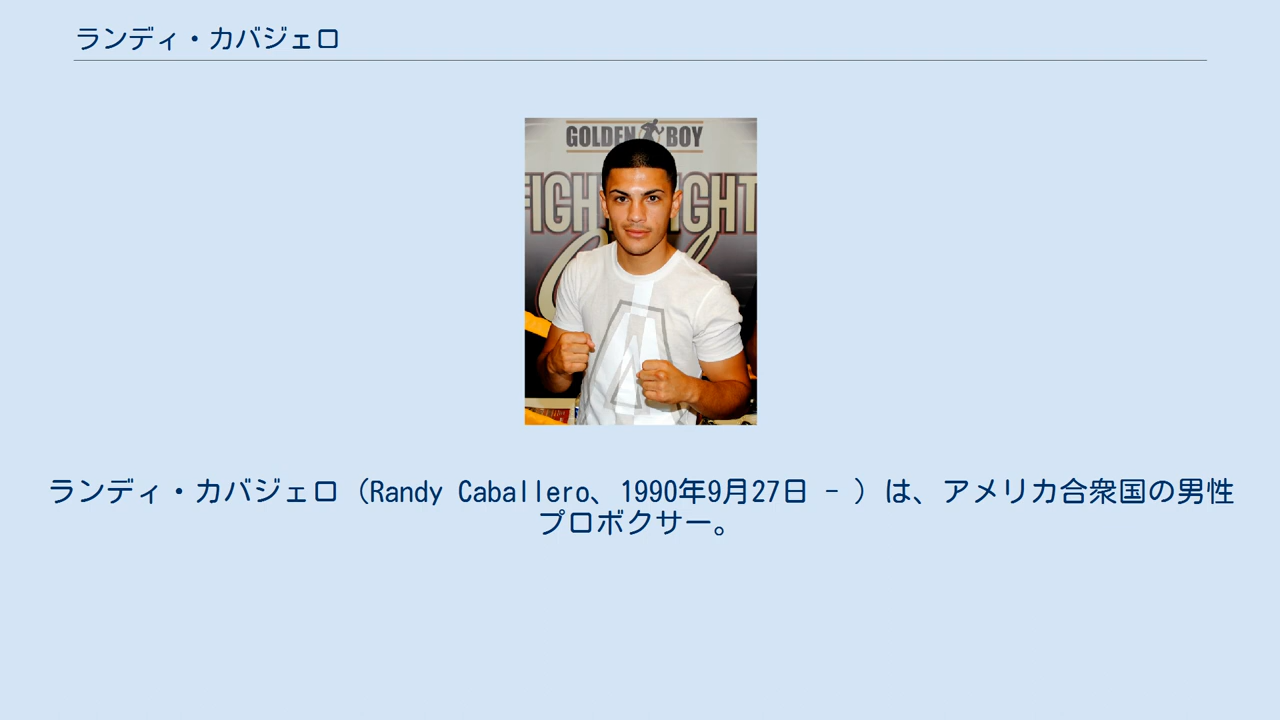 ランディ・カバジェロ
GOLDEN BOY
FIGHT NIGHT
ランディ・カバジェロ（Randy Caballero、1990年9月27日 - ）は、アメリカ合衆国の男性
プロボクサー。